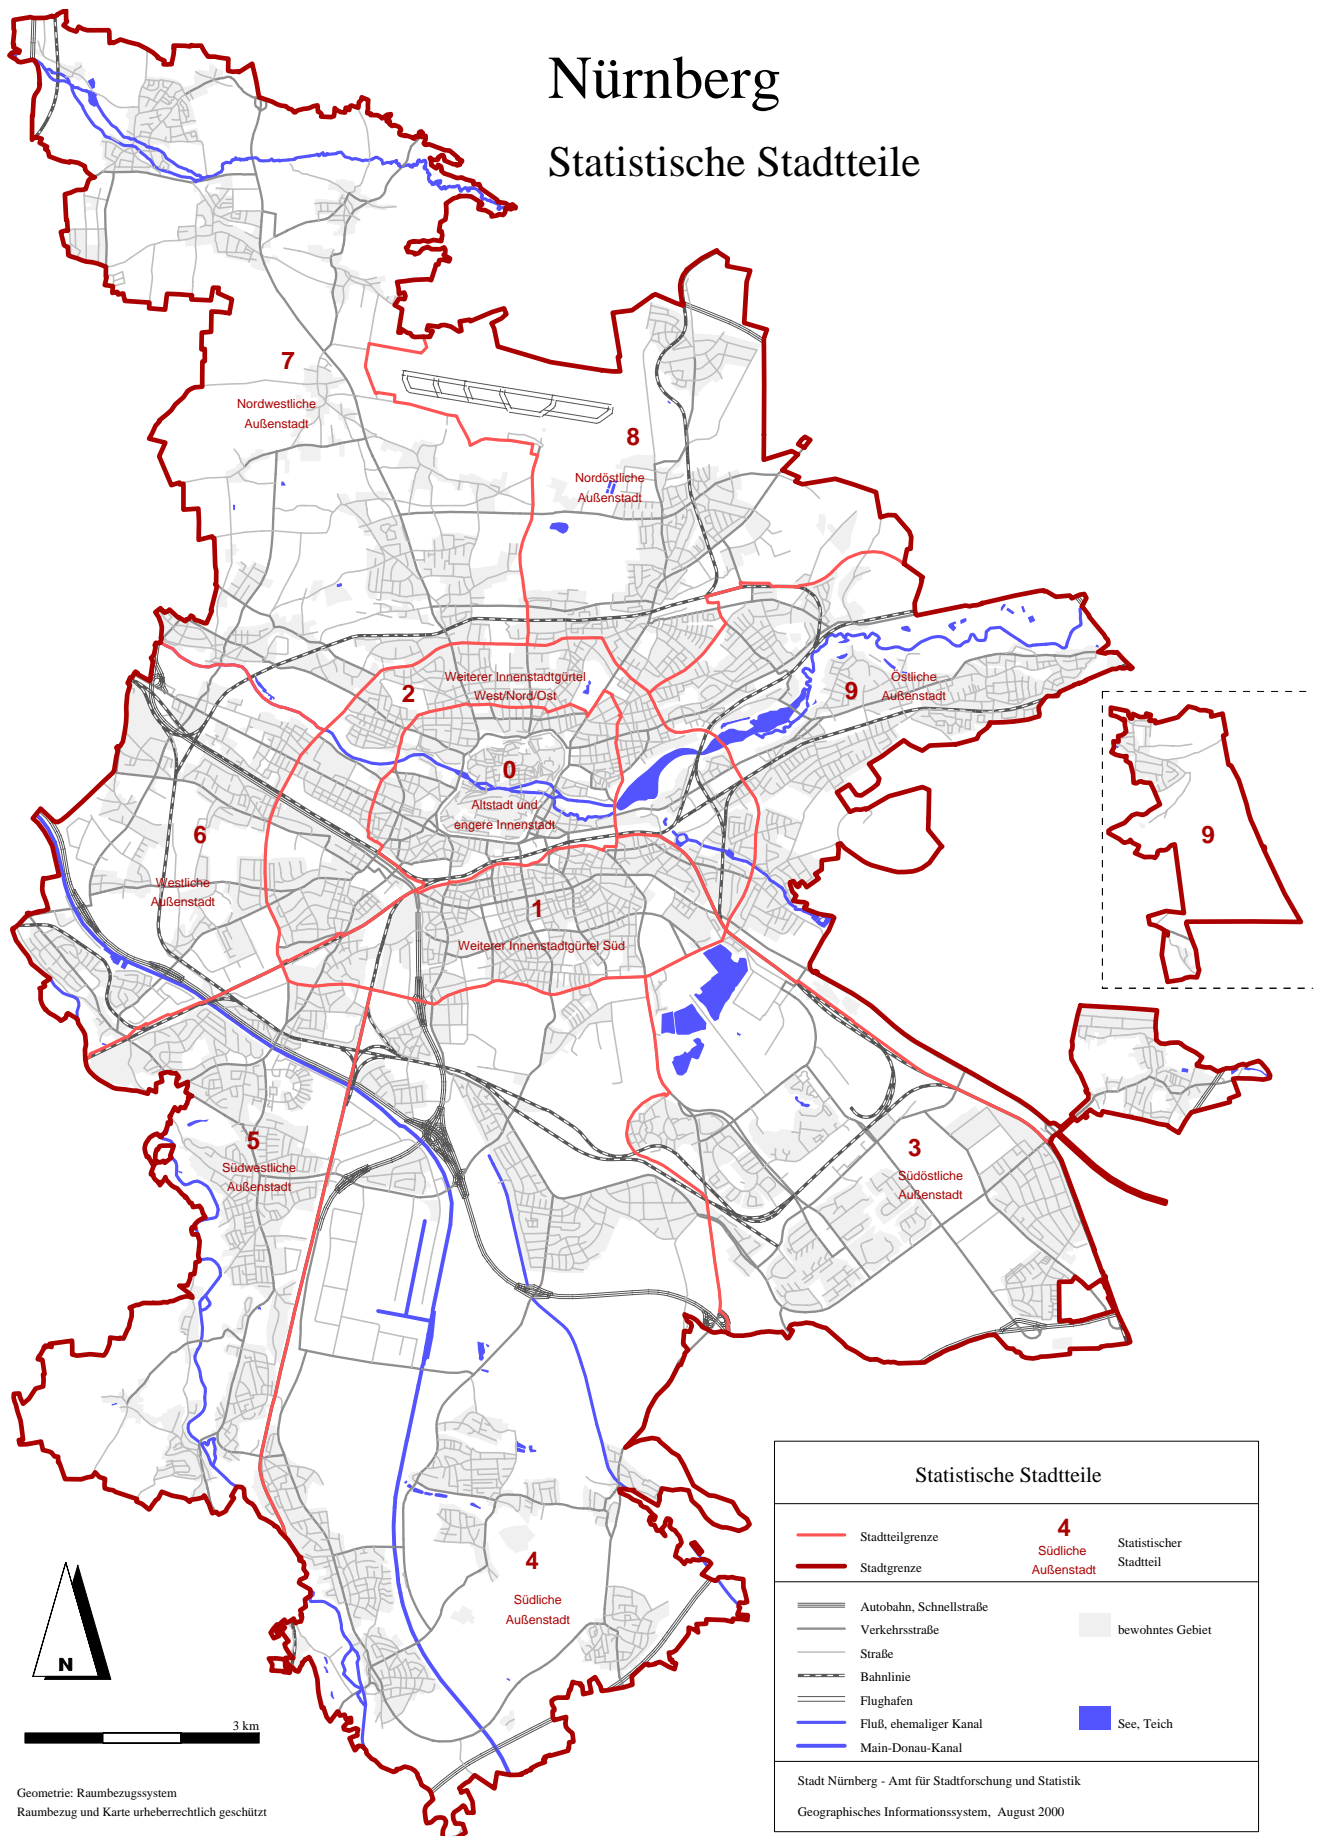 Nürnberg
Statistische Stadtteile
7
Nordwestliche
Außenstadt
8
Nordöstliche
Außenstadt
2
Weiterer Innenstadtgürtel
West/Nord/Ost
9
Östliche
Außenstadt
0
Altstadt und
engere Innenstadt
6
Westliche
Außenstadt
9
1
Weiterer Innenstadtgürtel Süd
5
Südwestliche
Außenstadt
3
Südöstliche
Außenstadt
4
Südliche
Außenstadt
N
3 km
Geometrie: Raumbezugssystem
Raumbezug und Karte urheberrechtlich geschützt
Statistische Stadtteile
Stadtteilgrenze
Stadtgrenze
4
Südliche
Außenstadt
Statistischer
Stadtteil
Autobahn, Schnellstraße
Verkehrsstraße
Straße
Bahnlinie
Flughafen
Fluß, ehemaliger Kanal
Main-Donau-Kanal
bewohntes Gebiet
See, Teich
Stadt Nürnberg - Amt für Stadtforschung und Statistik
Geographisches Informationssystem, August 2000